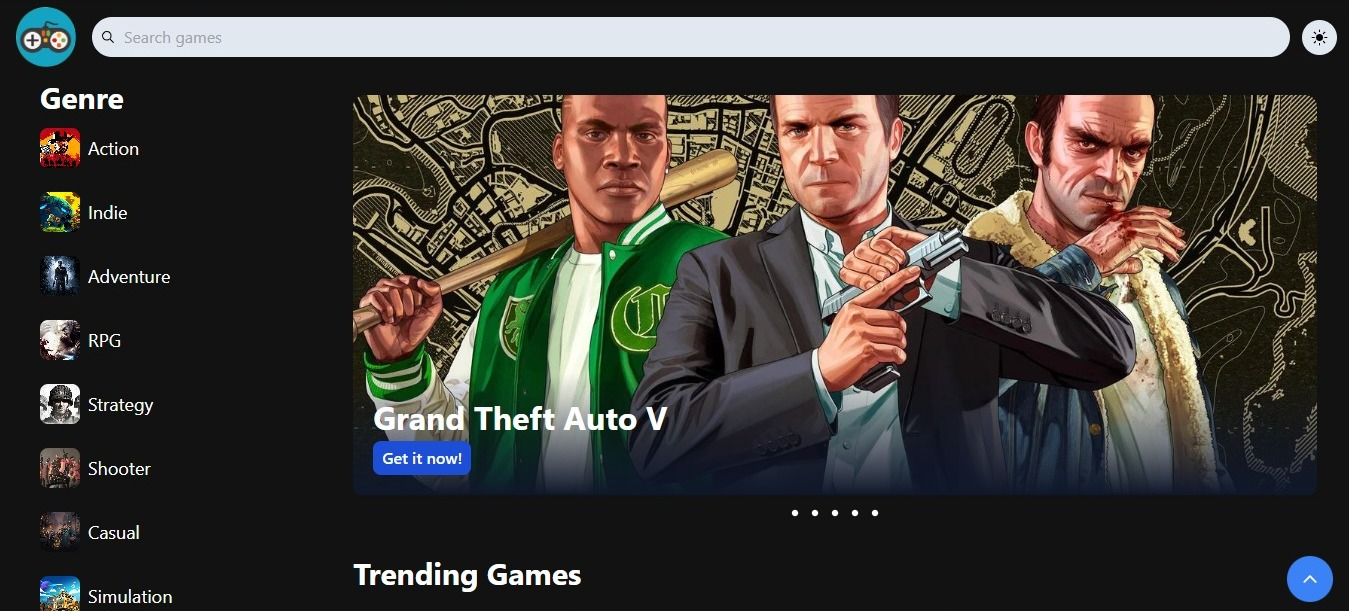 Search games
Genre
Action
Indie
Adventure
RPG
Strategy
Shooter
Casual
Simulation
Grand Theft Auto V
Get it now!
Trending Games